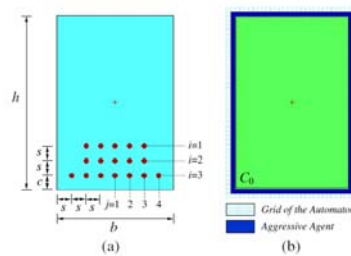 h
s
s
c
i=1
i=2
i=3
s s s j=1 2 3 4
b
(a)
C₀
Grid of the Automaton
Aggressive Agent
(b)